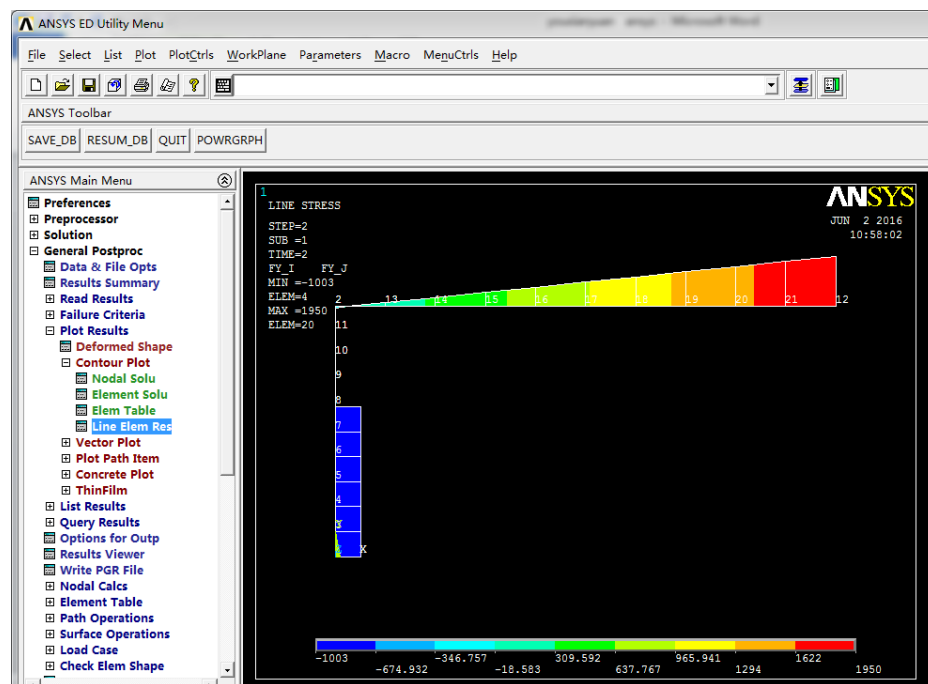 ANSYS ED Utility Menu
File Select List Plot PlotCtrls WorkPlane Parameters Macro MenuCtrls Help
ANSYS Toolbar
SAVE_DB RESUM_DB QUIT POWRGRPH
ANSYS Main Menu
Preferences
Preprocessor
Solution
General Postproc
Data & File Opts
Results Summary
Read Results
Failure Criteria
Plot Results
Deformed Shape
Contour Plot
Nodal Solu
Element Solu
Elem Table
Line Elem Res
Vector Plot
Plot Path Item
Concrete Plot
ThinFilm
List Results
Query Results
Options for Outp
Results Viewer
Write PGR File
Nodal Calcs
Element Table
Path Operations
Surface Operations
Load Case
Check Elem Shape
1
LINE STRESS
STEP=2
SUB =1
TIME=2
FY_I FY_J
MIN =-1003
ELEM=4
MAX =1950
ELEM=20
ANSYS
JUN 2 2016
10:58:02
2 13 14 15 16 17 18 19 20 21 12
11
10
9
8
7
6
5
4
3
X
-1003 -346.757 309.592 965.941 1622
-674.932 -18.583 637.767 1294 1950